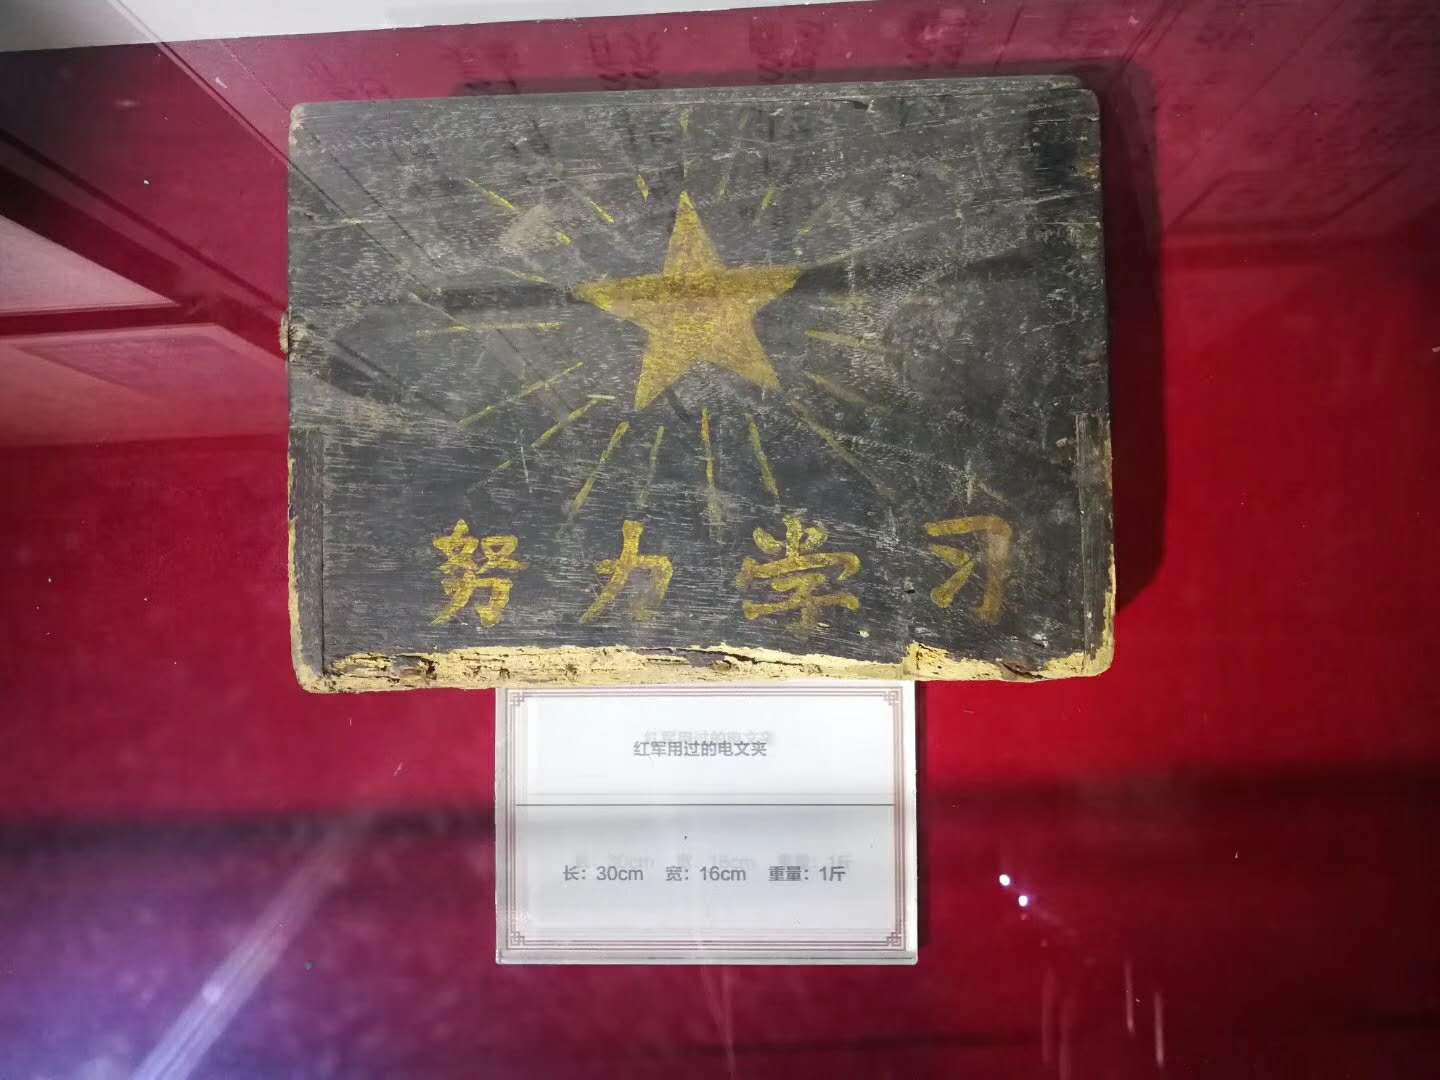 努力学习
红军用过的电文夹
长：30cm 宽：16cm 重量：1斤